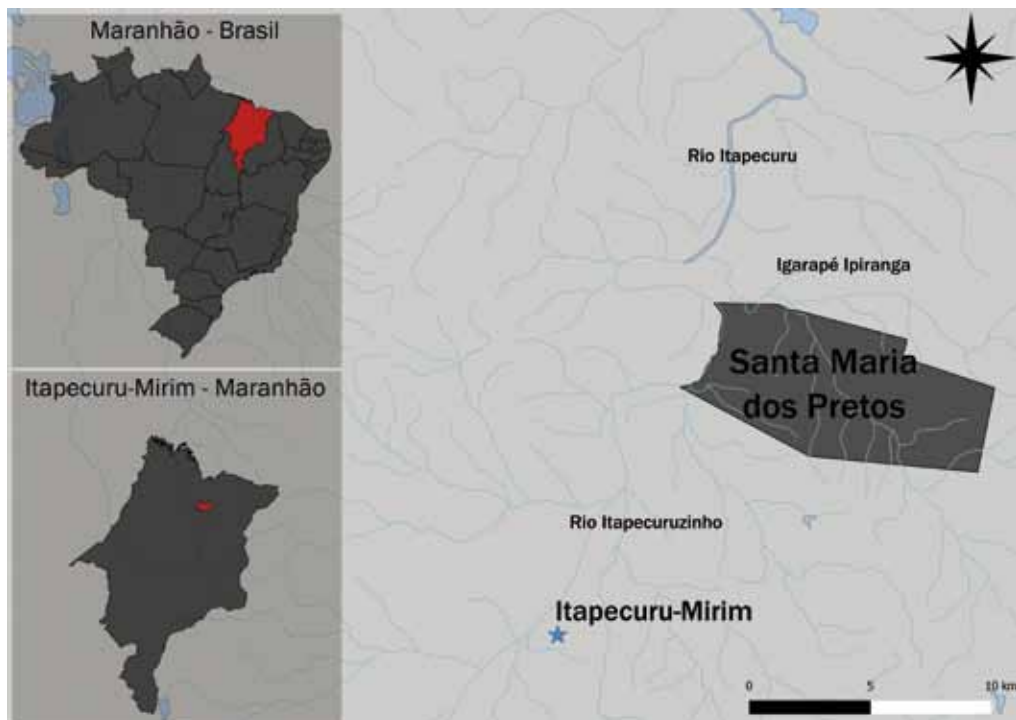 Maranhão - Brasil
Itapecuru-Mirim - Maranhão
Rio Itapecuru
Igarapé Ipiranga
Santa Maria
dos Pretos
Rio Itapecuruzinho
Itapecuru-Mirim
0 5 10 km